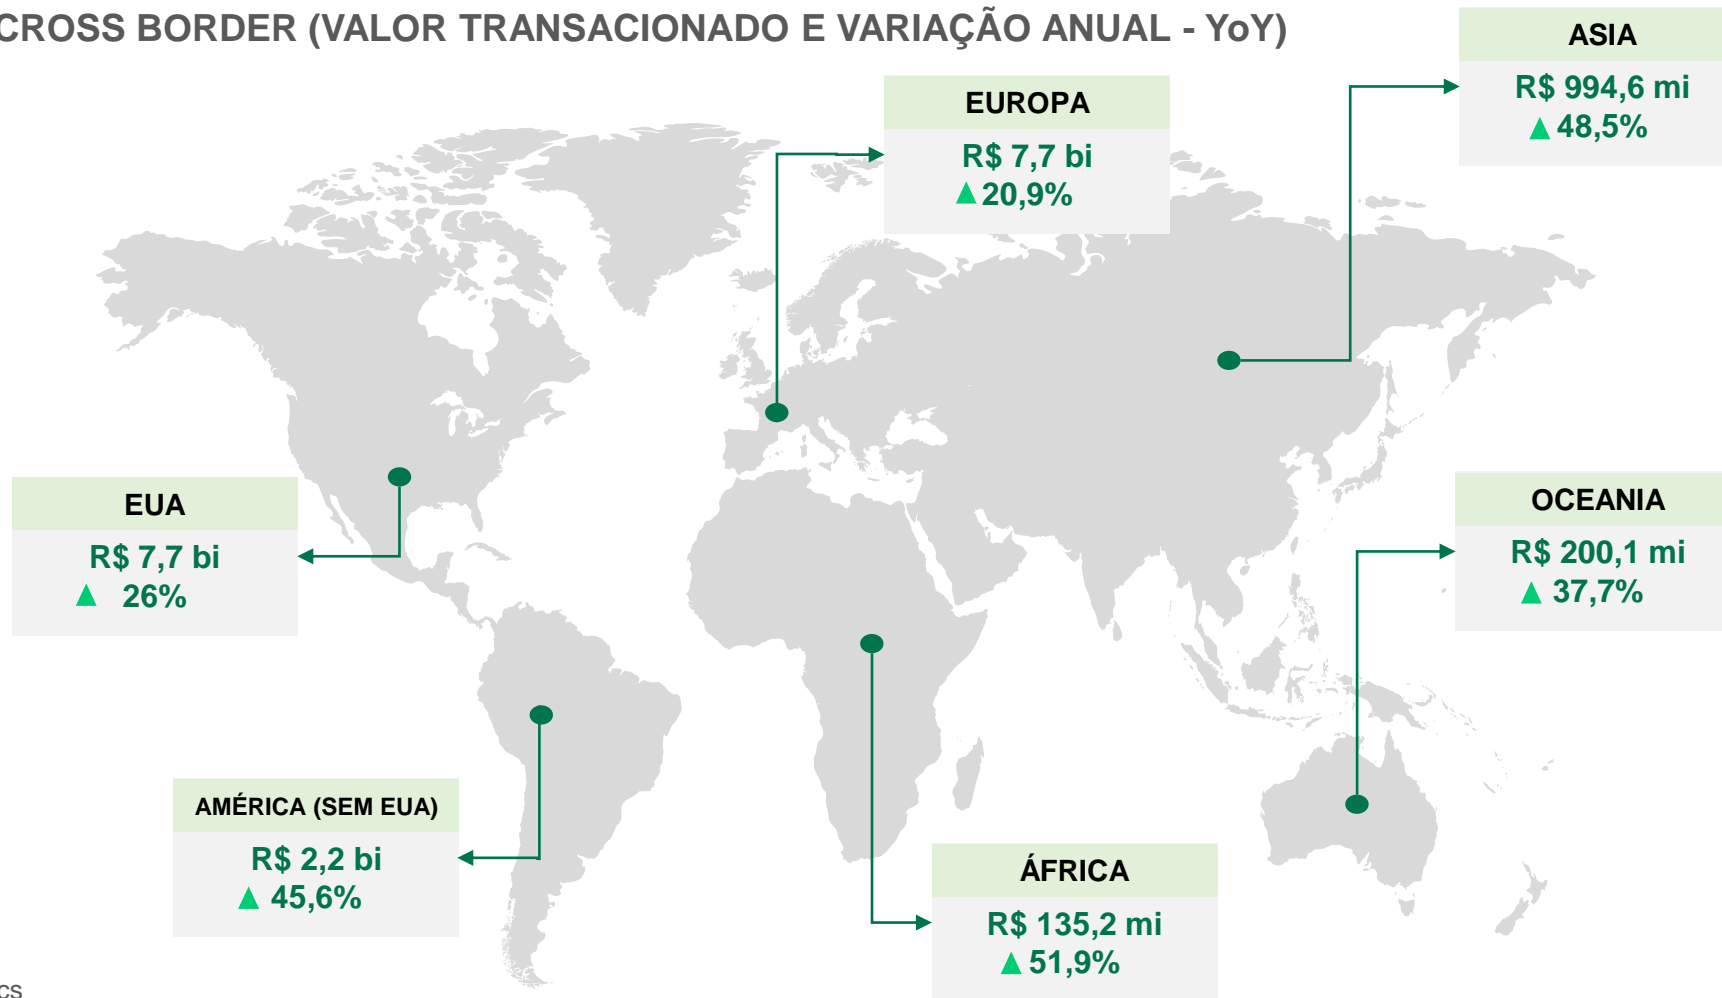 CROSS BORDER (VALOR TRANSACIONADO E VARIAÇÃO ANUAL - YoY)
ASIA
R$ 994,6 mi
▲ 48,5%
EUROPA
R$ 7,7 bi
▲ 20,9%
EUA
R$ 7,7 bi
▲ 26%
OCEANIA
R$ 200,1 mi
▲ 37,7%
AMÉRICA (SEM EUA)
R$ 2,2 bi
▲ 45,6%
ÁFRICA
R$ 135,2 mi
▲ 51,9%
cs